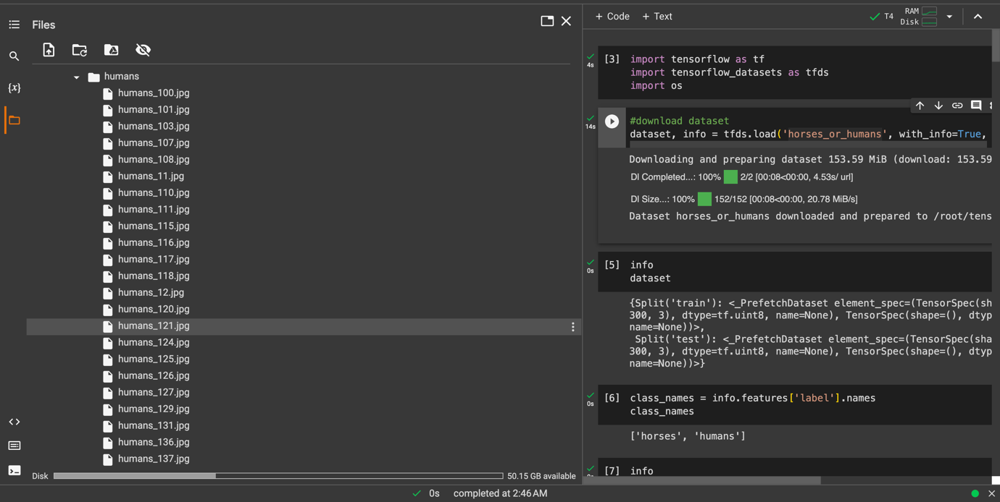 Files
{x}
humans
humans_100.jpg
humans_101.jpg
humans_103.jpg
humans_107.jpg
humans_108.jpg
humans_11.jpg
humans_110.jpg
humans_111.jpg
humans_115.jpg
humans_116.jpg
humans_117.jpg
humans_118.jpg
humans_12.jpg
humans_120.jpg
humans_121.jpg
humans_124.jpg
humans_125.jpg
humans_126.jpg
humans_127.jpg
humans_129.jpg
humans_131.jpg
humans_136.jpg
humans_137.jpg
Disk 50.15 GB available
+ Code + Text
T4 RAM
Disk
4s
[3] import tensorflow as tf
import tensorflow_datasets as tfds
import os
14s
#download dataset
dataset, info = tfds.load('horses_or_humans', with_info=True,
Downloading and preparing dataset 153.59 MiB (download: 153.59
Dl Completed...: 100% 2/2 [00:08<00:00, 4.53s/ url]
Dl Size...: 100% 152/152 [00:08<00:00, 20.78 MiB/s]
Dataset horses_or_humans downloaded and prepared to /root/tens
0s
[5] info
dataset
{Split('train'): <_PrefetchDataset element_spec=(TensorSpec(sh
300, 3), dtype=tf.uint8, name=None), TensorSpec(shape=(), dtyp
name=None))>,
Split('test'): <_PrefetchDataset element_spec=(TensorSpec(sha
300, 3), dtype=tf.uint8, name=None), TensorSpec(shape=(), dtyp
name=None))>}
0s
[6] class_names = info.features['label'].names
class_names
['horses', 'humans']
[7] info
0s completed at 2:46 AM